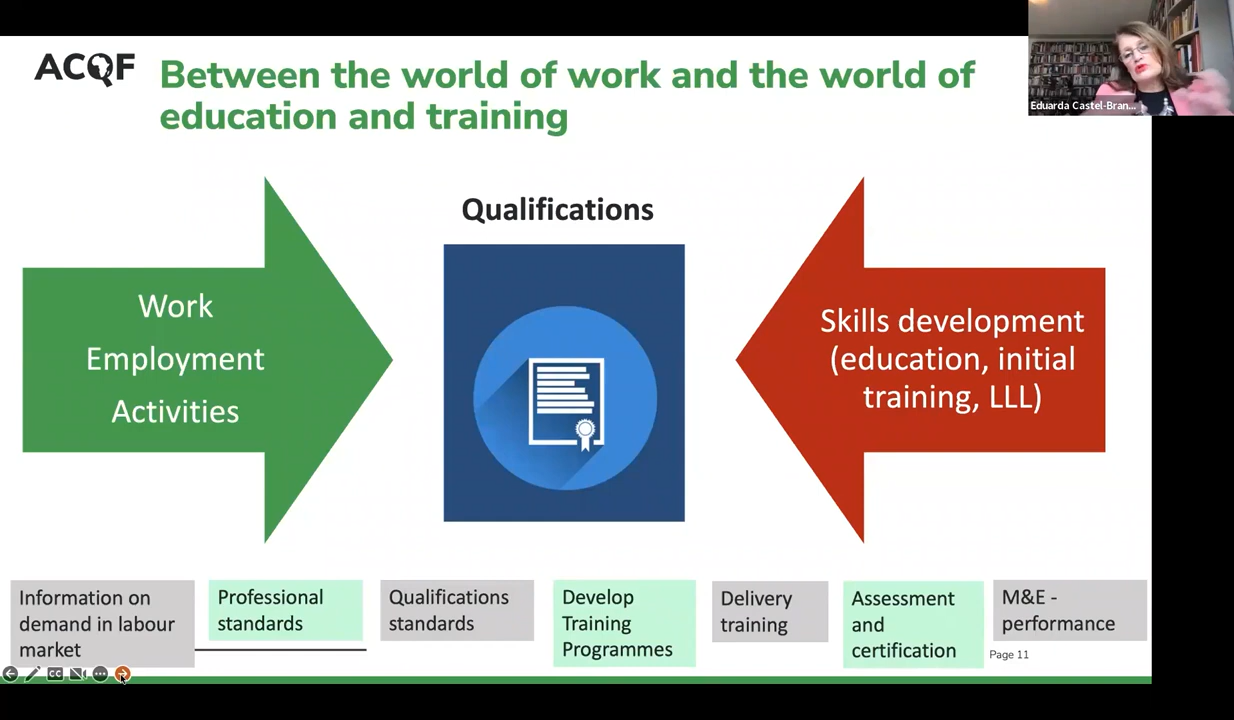 ACQF
Between the world of work and the world of
education and training
Eduarda Castel-Bran...
Qualifications
Work
Employment
Activities
Skills development
(education, initial
training, LLL)
Information on
demand in labour
market
Professional
standards
Qualifications
standards
Develop
Training
Programmes
Delivery
training
Assessment
and
certification
M&E -
performance
Page 11
CC